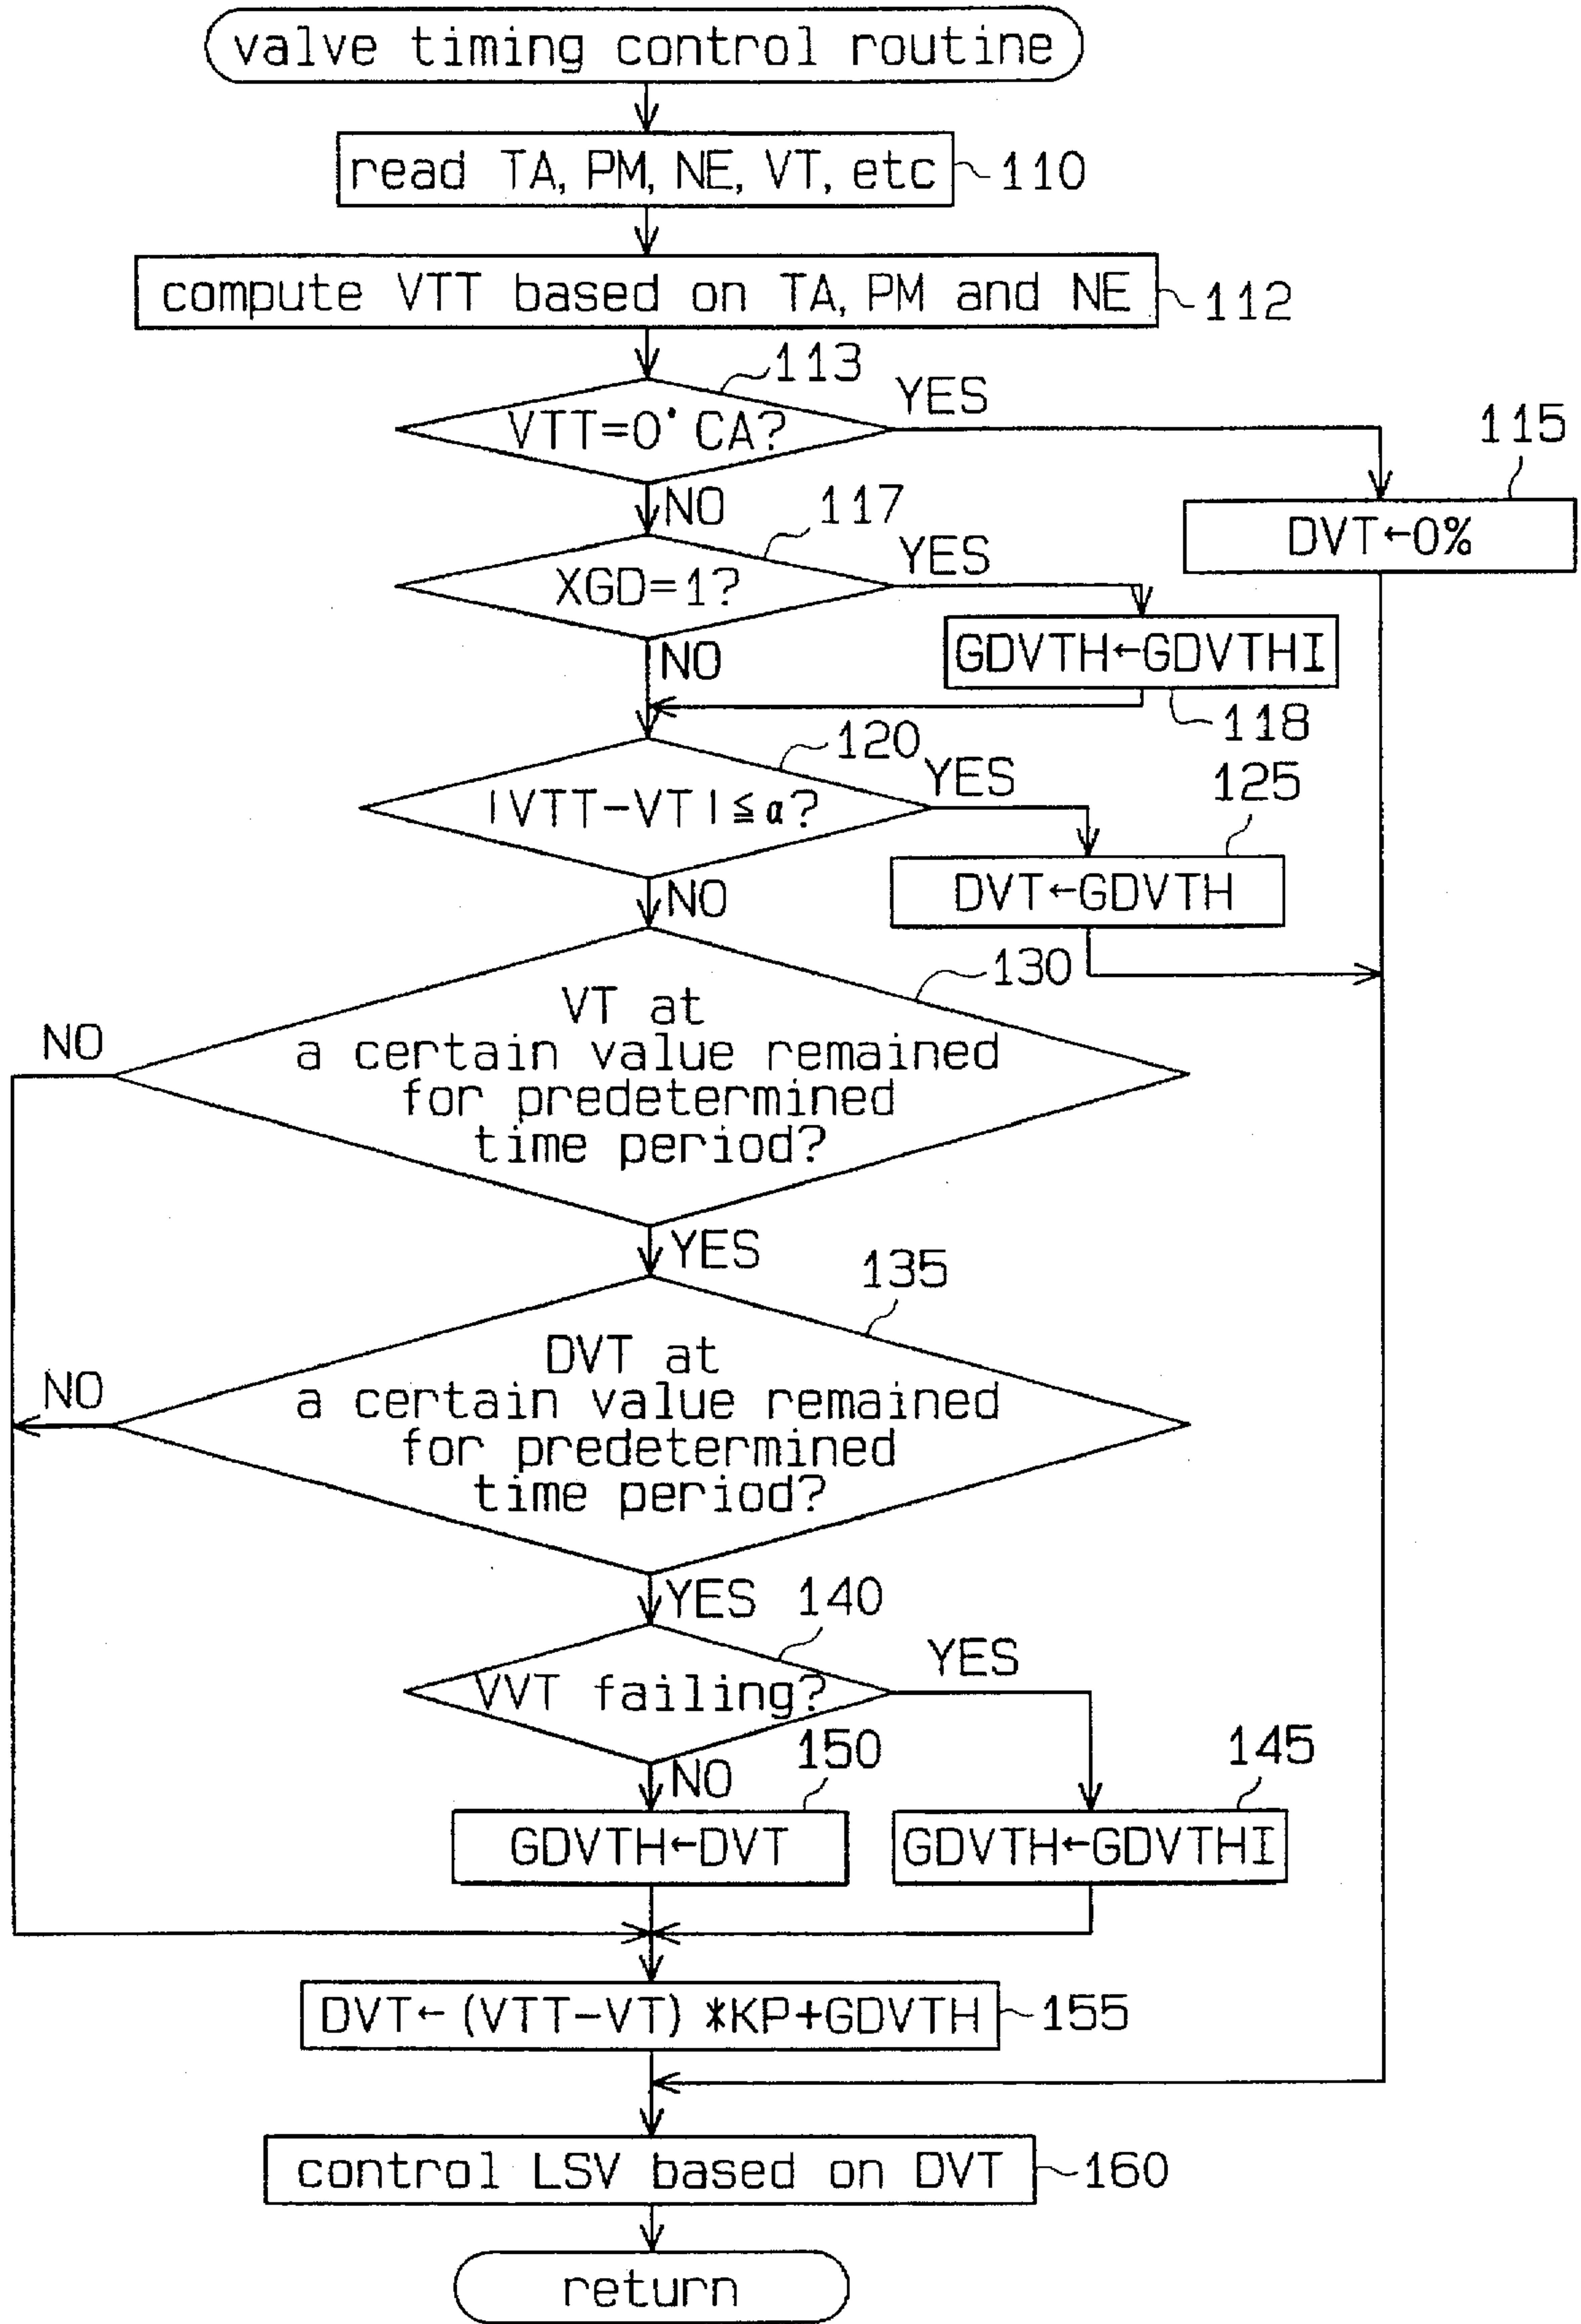 valve timing control routine
read TA, PM, NE, VT, etc
110
compute VTT based on TA, PM and NE
112
113
VTT=0° CA?
YES
115
DVT←0%
NO
117
XGD=1?
YES
GDVTH←GDVTHI
118
NO
120
|VTT-VT|≦α?
YES
125
DVT←GDVTH
NO
130
VT at
a certain value remained
for predetermined
time period?
NO
YES
135
DVT at
a certain value remained
for predetermined
time period?
NO
YES
140
VVT failing?
YES
145
GDVTH←GDVTHI
NO
150
GDVTH←DVT
DVT←(VTT-VT) *KP+GDVTH
155
control LSV based on DVT
160
return